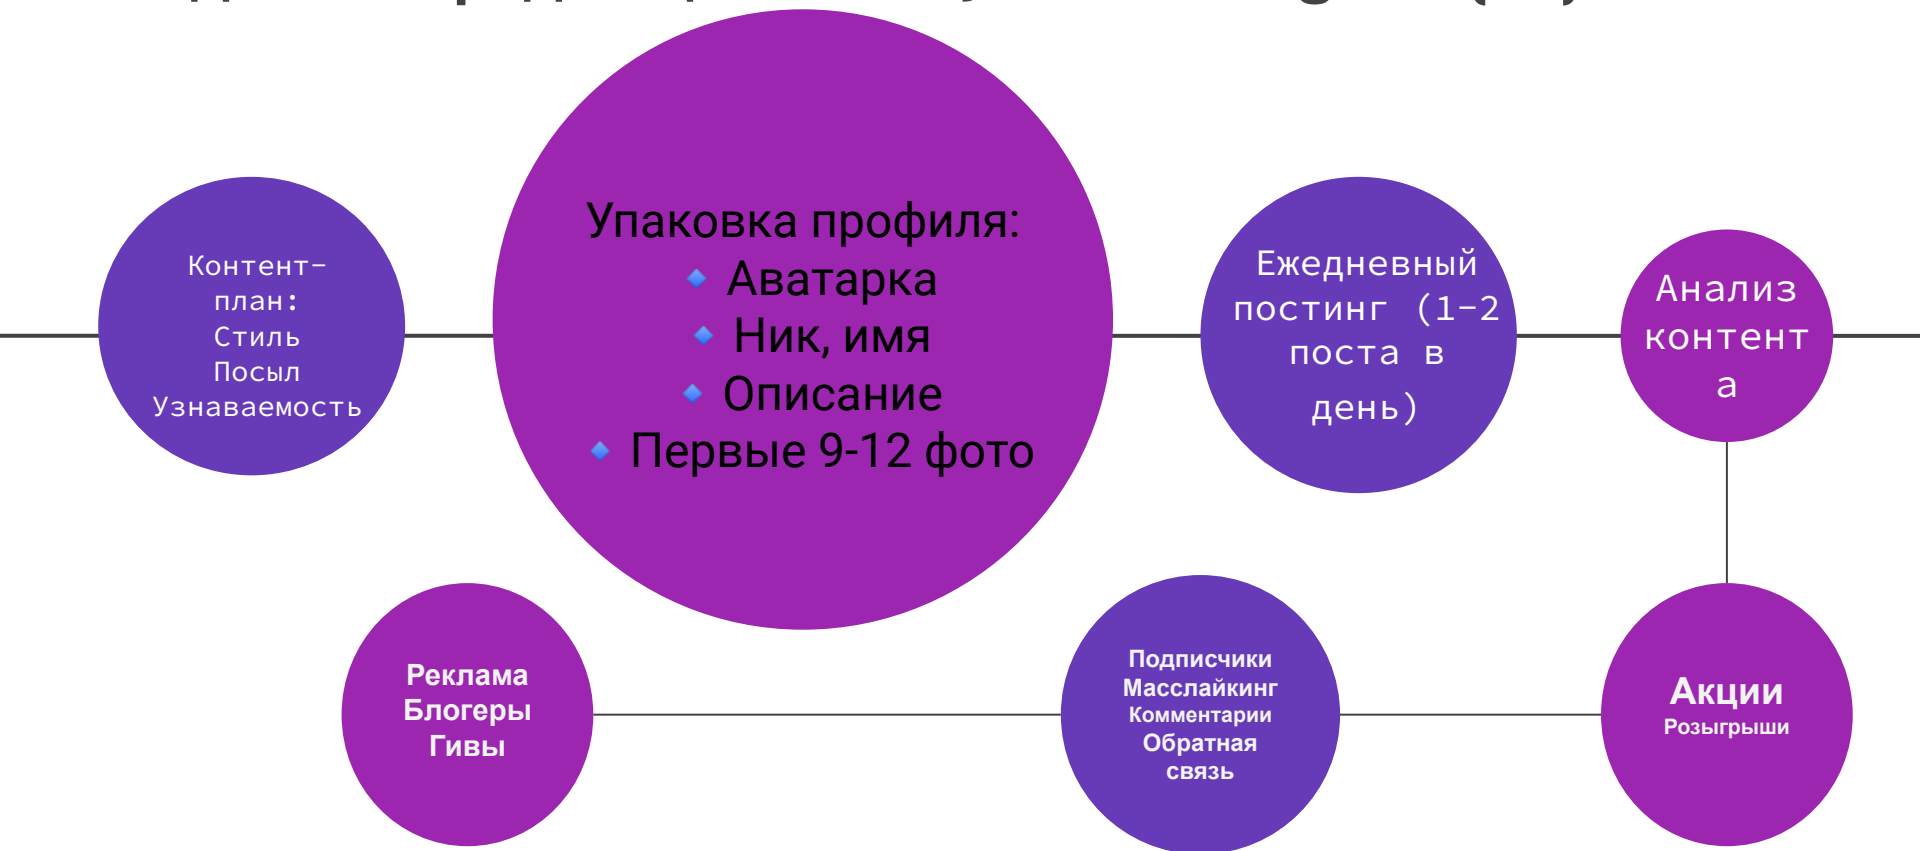 Контент-
план:
Стиль
Посыл
Узнаваемость
Упаковка профиля:
Аватарка
Ник, имя
Описание
Первые 9-12 фото
Ежедневный
постинг (1-2
поста в
день)
Анализ
контент
а
Реклама
Блогеры
Гивы
Подписчики
Масслайкинг
Комментарии
Обратная
связь
Акции
Розыгрыши